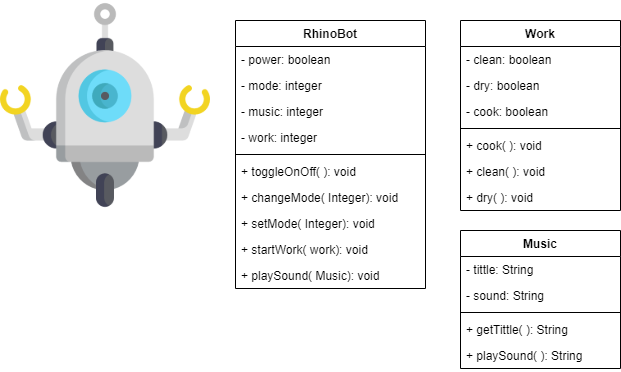 RhinoBot
- power: boolean
- mode: integer
- music: integer
- work: integer
+ toggleOnOff( ): void
+ changeMode( Integer): void
+ setMode( Integer): void
+ startWork( work): void
+ playSound( Music): void
Work
- clean: boolean
- dry: boolean
- cook: boolean
+ cook( ): void
+ clean( ): void
+ dry( ): void
Music
- tittle: String
- sound: String
+ getTittle( ): String
+ playSound( ): String